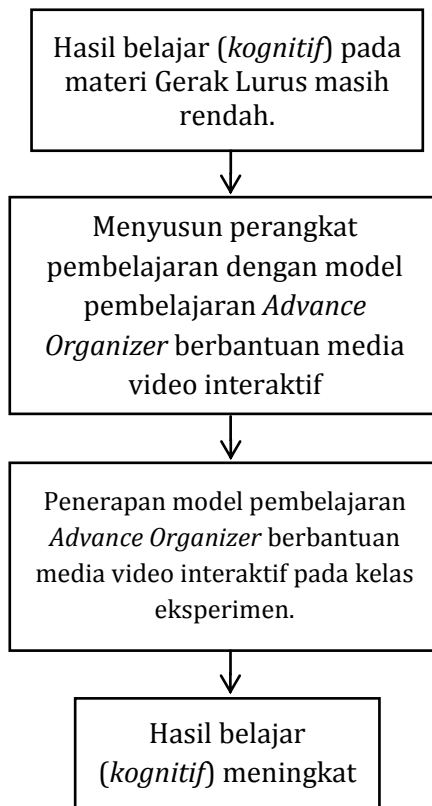 Hasil belajar (kognitif) pada
materi Gerak Lurus masih
rendah.
Menyusun perangkat
pembelajaran dengan model
pembelajaran Advance
Organizer berbantuan media
video interaktif
Penerapan model pembelajaran
Advance Organizer berbantuan
media video interaktif pada kelas
eksperimen.
Hasil belajar
(kognitif) meningkat